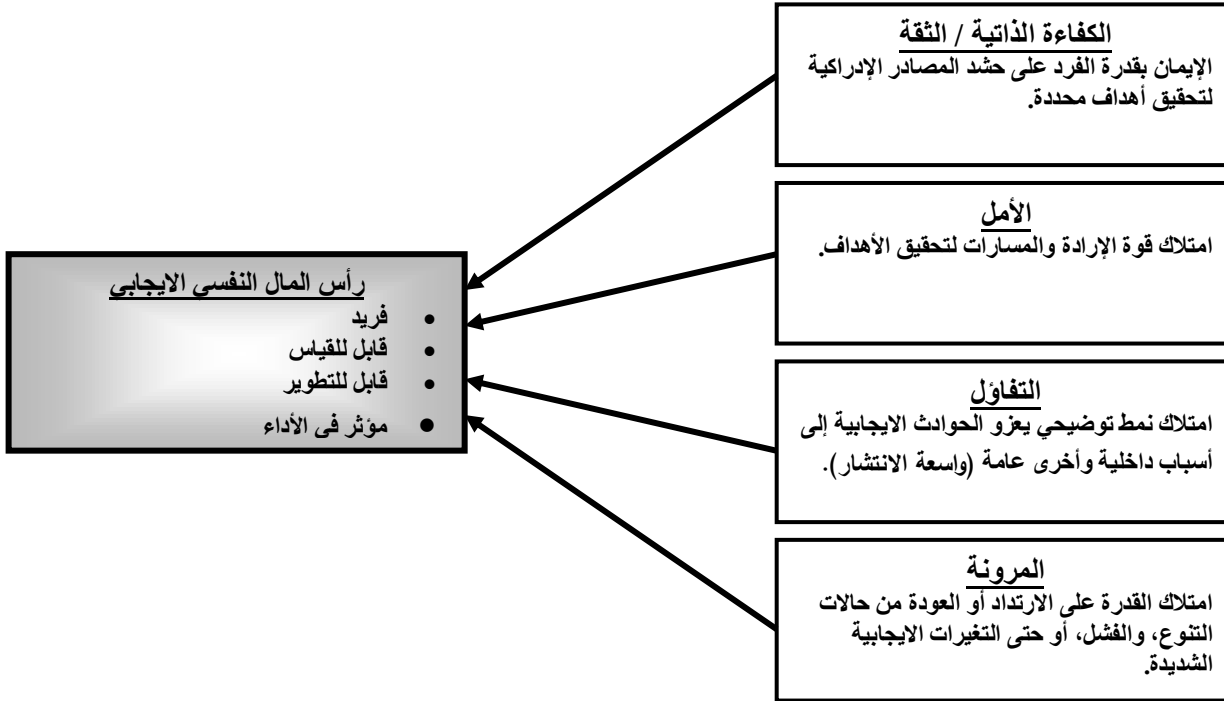 الكفاءة الذاتية / الثقة
الإيمان بقدرة الفرد على حشد المصادر الإدراكية
لتحقيق أهداف محددة.
الأمل
امتلاك قوة الإرادة والمسارات لتحقيق الأهداف.
التفاؤل
امتلاك نمط توضيحي يعزو الحوادث الايجابية إلى
أسباب داخلية وأخرى عامة (واسعة الانتشار).
المرونة
امتلاك القدرة على الارتداد أو العودة من حالات
التنوع، والفشل، أو حتى التغيرات الايجابية
الشديدة.
رأس المال النفسي الايجابي
• فريد
• قابل للقياس
• قابل للتطوير
• مؤثر في الأداء